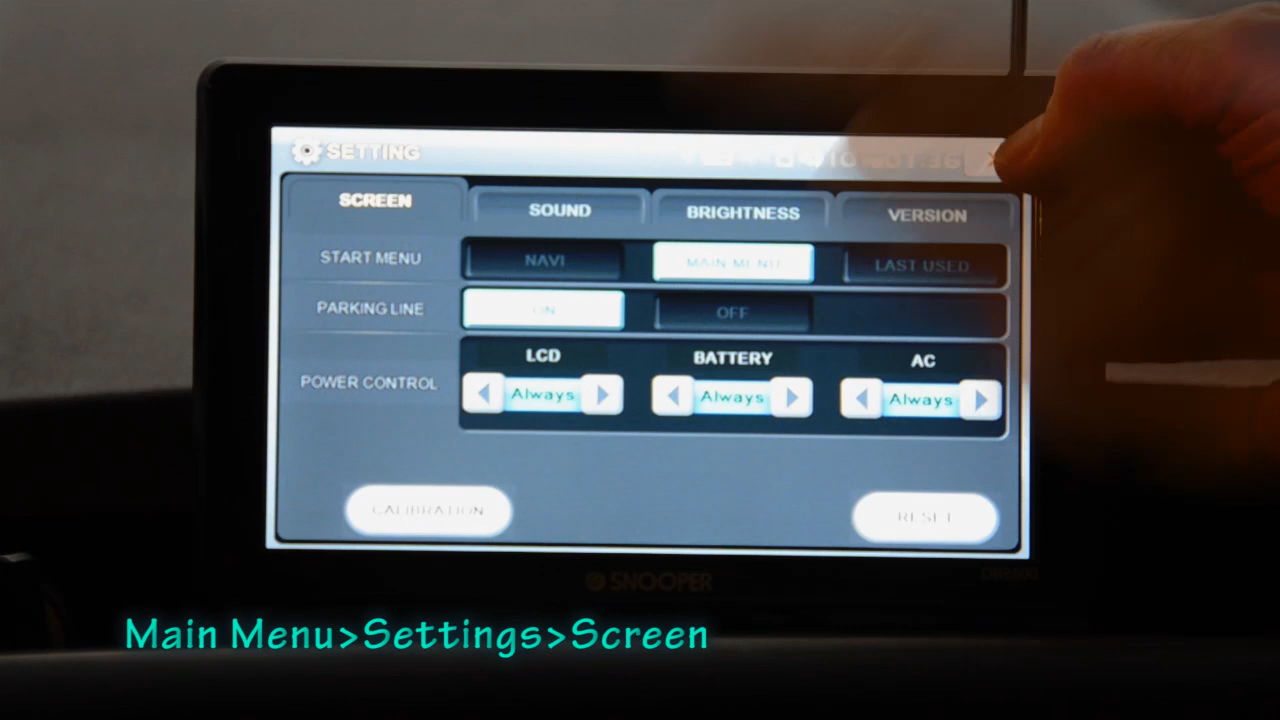 SETTING
SCREEN SOUND BRIGHTNESS VERSION
START MENU NAVI MAIN MENU LAST USED
PARKING LINE ON OFF
LCD BATTERY AC
POWER CONTROL Always Always Always
CALIBRATION RESET
SNOOPER
Main Menu>Settings>Screen